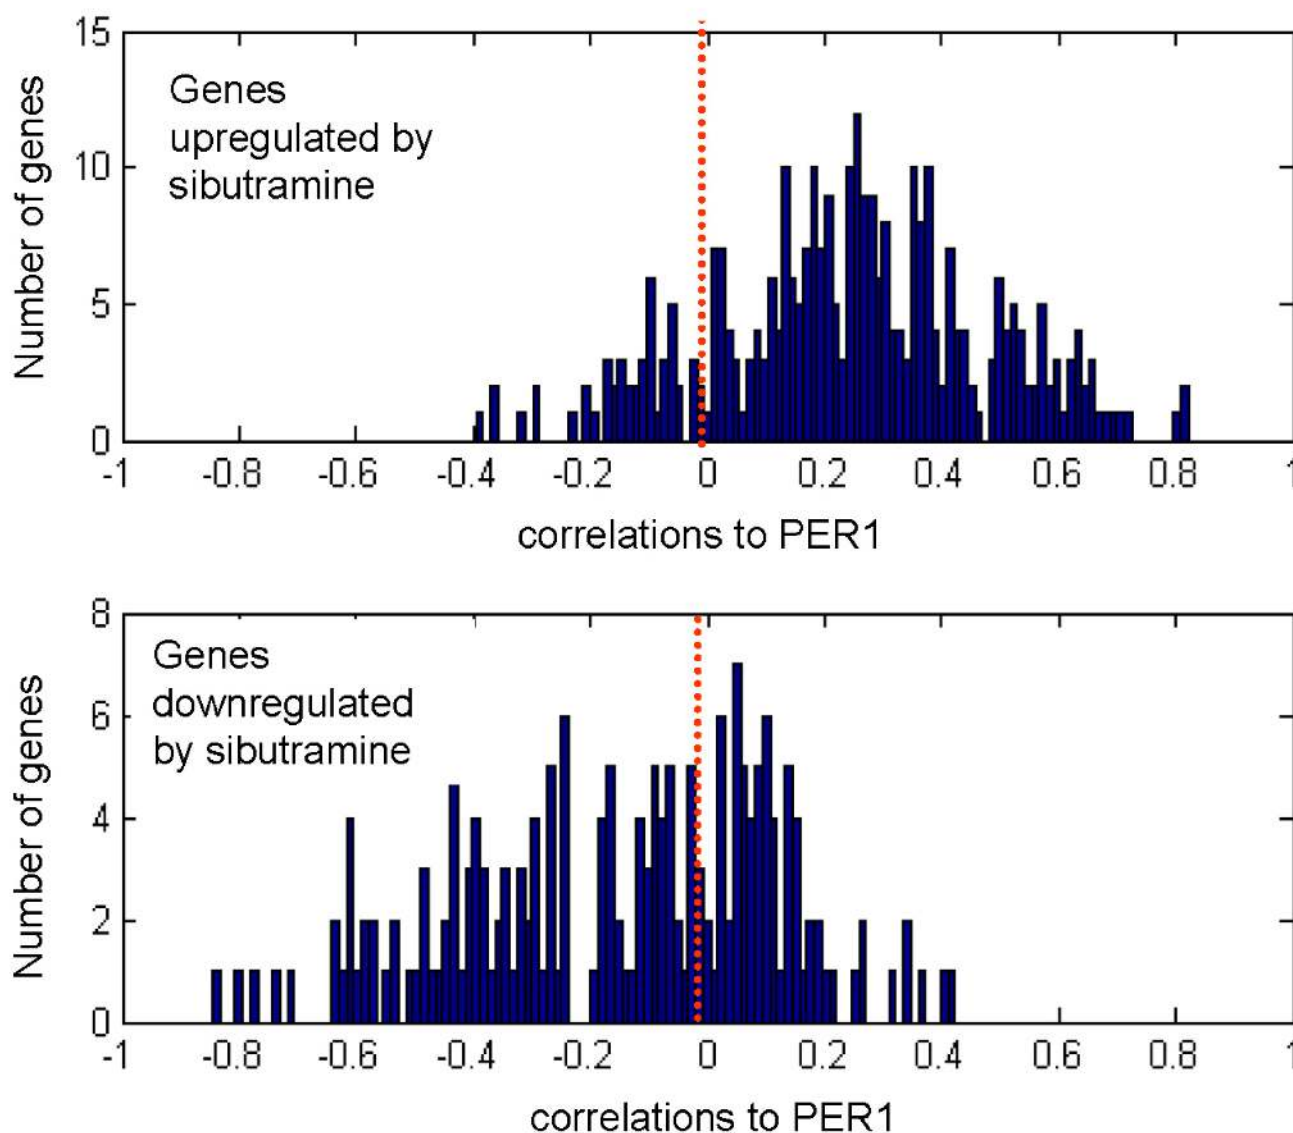 15
10
5
0
Number of genes
Genes
upregulated by
sibutramine
-1 -0.8 -0.6 -0.4 -0.2 0 0.2 0.4 0.6 0.8 1
correlations to PER1
8
6
4
2
0
Number of genes
Genes
downregulated
by sibutramine
-1 -0.8 -0.6 -0.4 -0.2 0 0.2 0.4 0.6 0.8 1
correlations to PER1